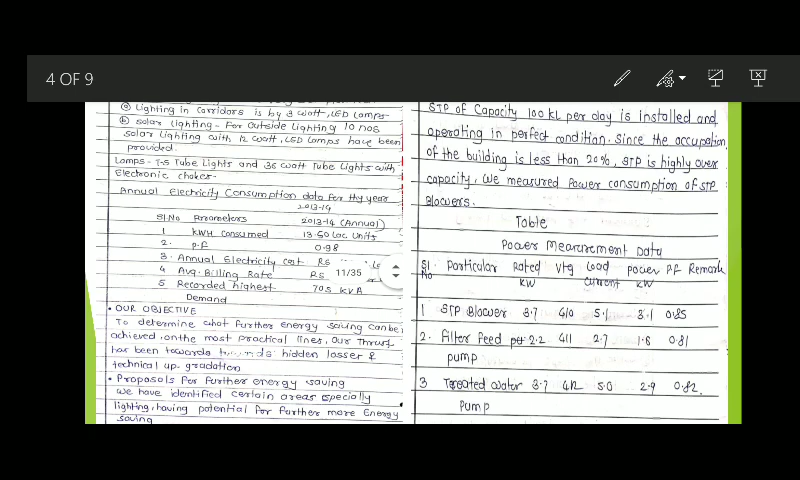 4 OF 9
ⓐ Lighting in corridors is by 3 watt, LED Lamps
ⓑ Solar Lighting - For Outside Lighting 10 nos
solar Lighting with 12 Watt, LED Lamps have been
provided.
Lamps - T-5 Tube Lights and 36 watt Tube Lights with
Electronic choke-
Annual Electricity Consumption data for the year
2013-14
Sl.No Parameters 2013-14 (Annual)
1 KWH Consumed 13.50 Lac. Units
2. P.f 0.98
3. Annual Electricity cost RS
4 Avg. Billing Rate RS 11/35
5 Recorded highest 705 KVA
Demand
• OUR OBJECTIVE
To determine what further energy saving can be
achieved, on the most practical lines, Our Thrust
has been towards hidden losser &
technical up-gradation
• Proposals for further energy saving
We have identified certain areas especially
lighting, having potential for further more Energy
saving
STP of Capacity 100 KL per day is installed and
operating in perfect condition. Since the occupation
of the building is less than 20%, STP is highly over
capacity. We measured Power consumption of STP
Blowers.
Table
Power Measurement Data
Sl. No Particular Rated KW Vtg Load Current power KW PF Remark
1 STP Blower 3.7 410 5.1 3.1 0.85
2. Filter Feed 2.2 411 2.7 1.6 0.81
pump
3 Treated water 3.7 412 5.0 2.9 0.82
Pump